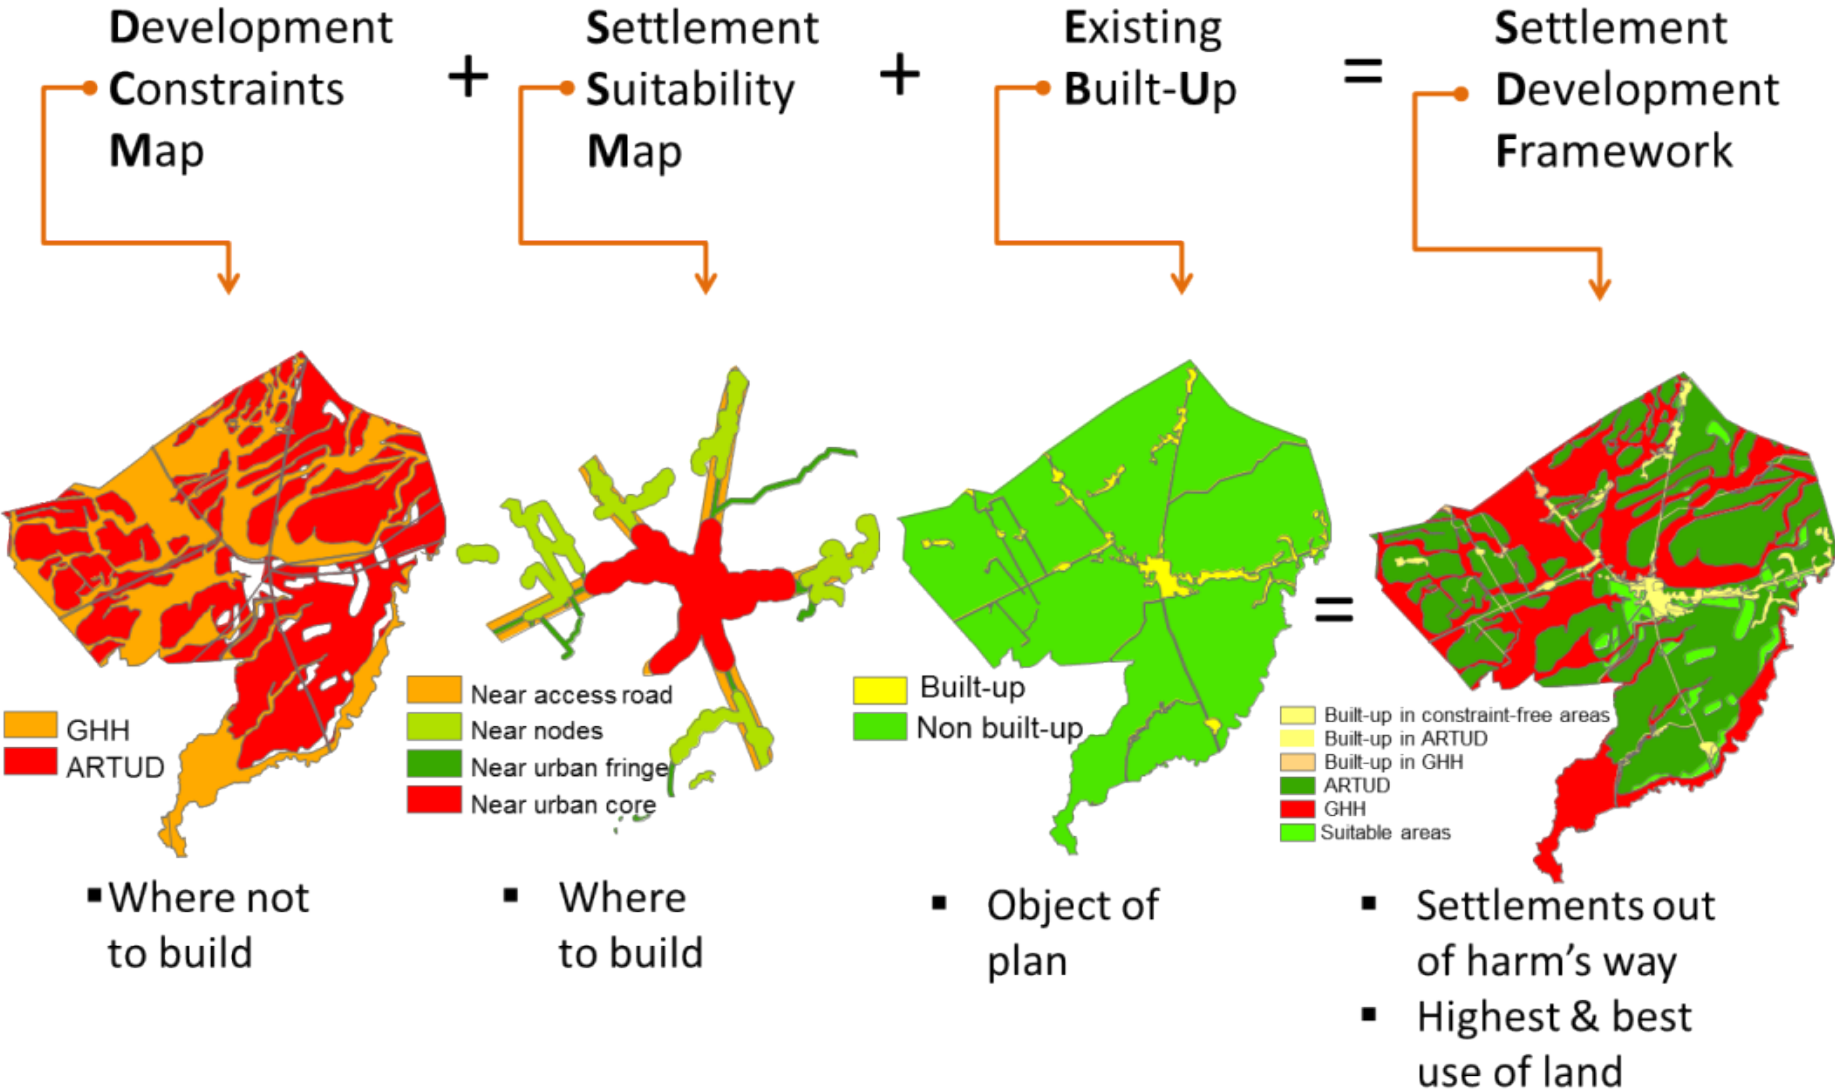 Development
Constraints
Map
+
Settlement
Suitability
Map
+
Existing
Built-Up
=
Settlement
Development
Framework
GHH
ARTUD
Near access road
Near nodes
Near urban fringe
Near urban core
Built-up
Non built-up
=
Built-up in constraint-free areas
Built-up in ARTUD
Built-up in GHH
ARTUD
GHH
Suitable areas
▪ Where not
to build
▪ Where
to build
▪ Object of
plan
▪ Settlements out
of harm’s way
▪ Highest & best
use of land